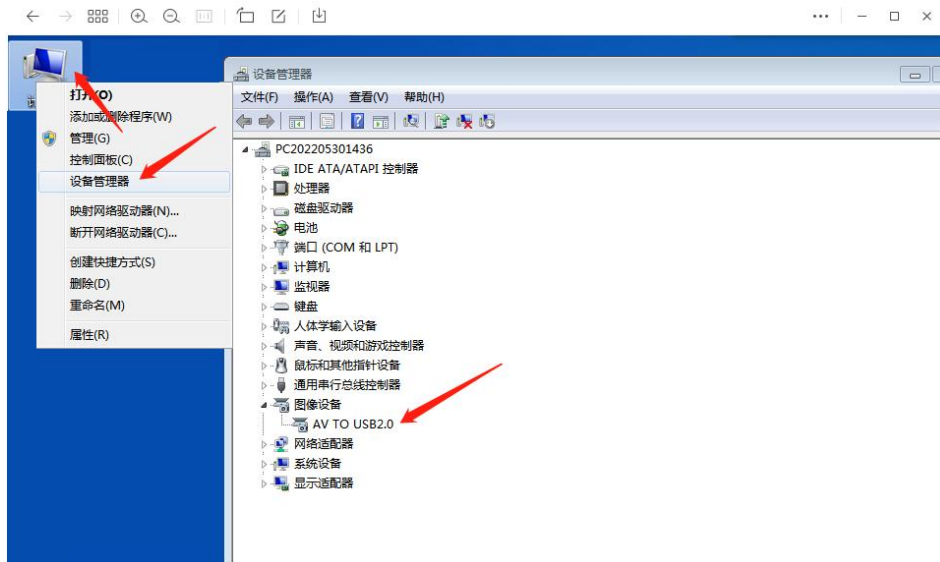 设备管理器
打开(O)
添加或删除程序(W)
管理(G)
控制面板(C)
设备管理器
映射网络驱动器(N)...
断开网络驱动器(C)...
创建快捷方式(S)
删除(D)
重命名(M)
属性(R)
文件(F) 操作(A) 查看(V) 帮助(H)
PC202205301436
IDE ATA/ATAPI 控制器
处理器
磁盘驱动器
电池
端口 (COM 和 LPT)
计算机
监视器
键盘
人体学输入设备
声音、视频和游戏控制器
鼠标和其他指针设备
通用串行总线控制器
图像设备
AV TO USB2.0
网络适配器
系统设备
显示适配器